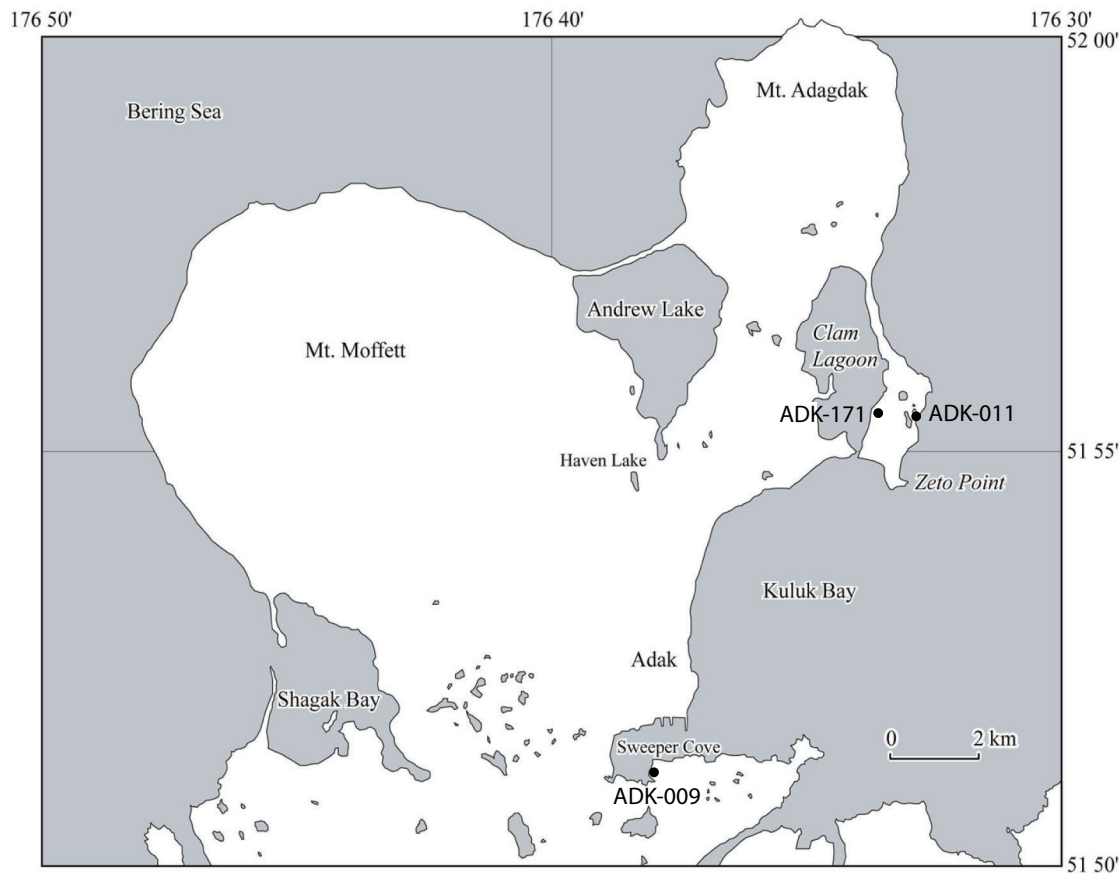 176 50'
176 40'
176 30'
52 00'
Mt. Adagdak
Bering Sea
Andrew Lake
Clam
Lagoon
Mt. Moffett
ADK-171
ADK-011
51 55'
Haven Lake
Zeto Point
Kuluk Bay
Adak
Shagak Bay
Sweeper Cove
0 2 km
ADK-009
51 50'